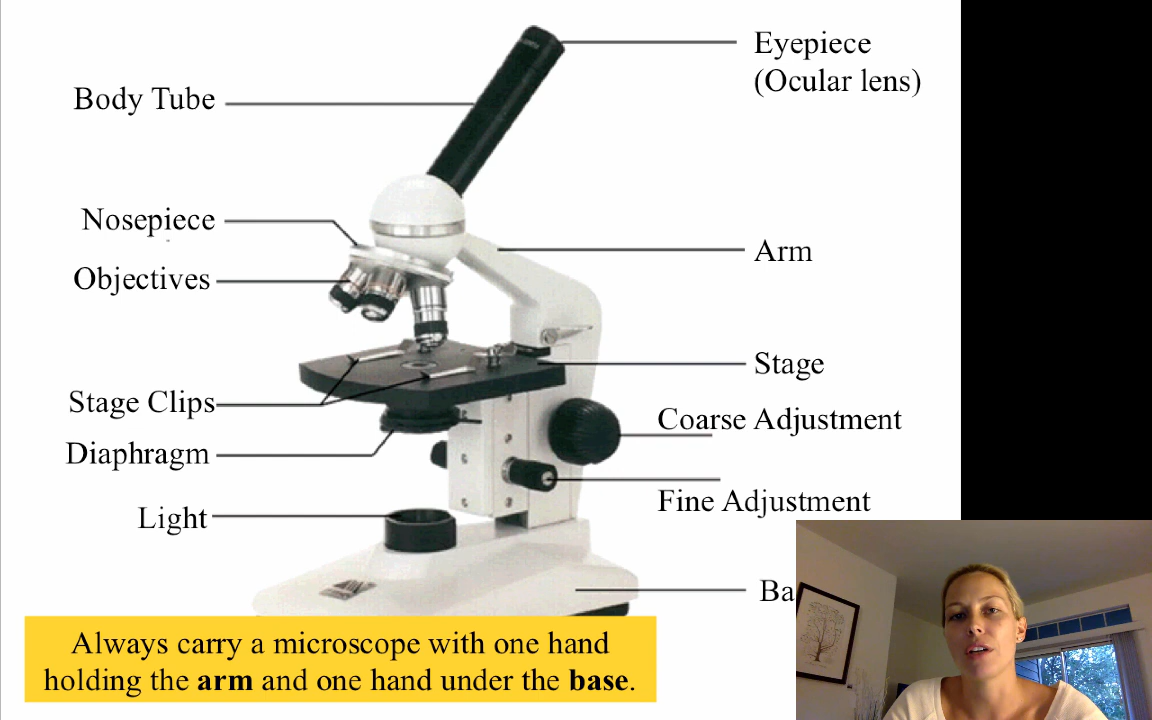 Eyepiece
(Ocular lens)
Body Tube
Nosepiece
Arm
Objectives
Stage
Stage Clips
Coarse Adjustment
Diaphragm
Fine Adjustment
Light
Ba
Always carry a microscope with one hand
holding the arm and one hand under the base.